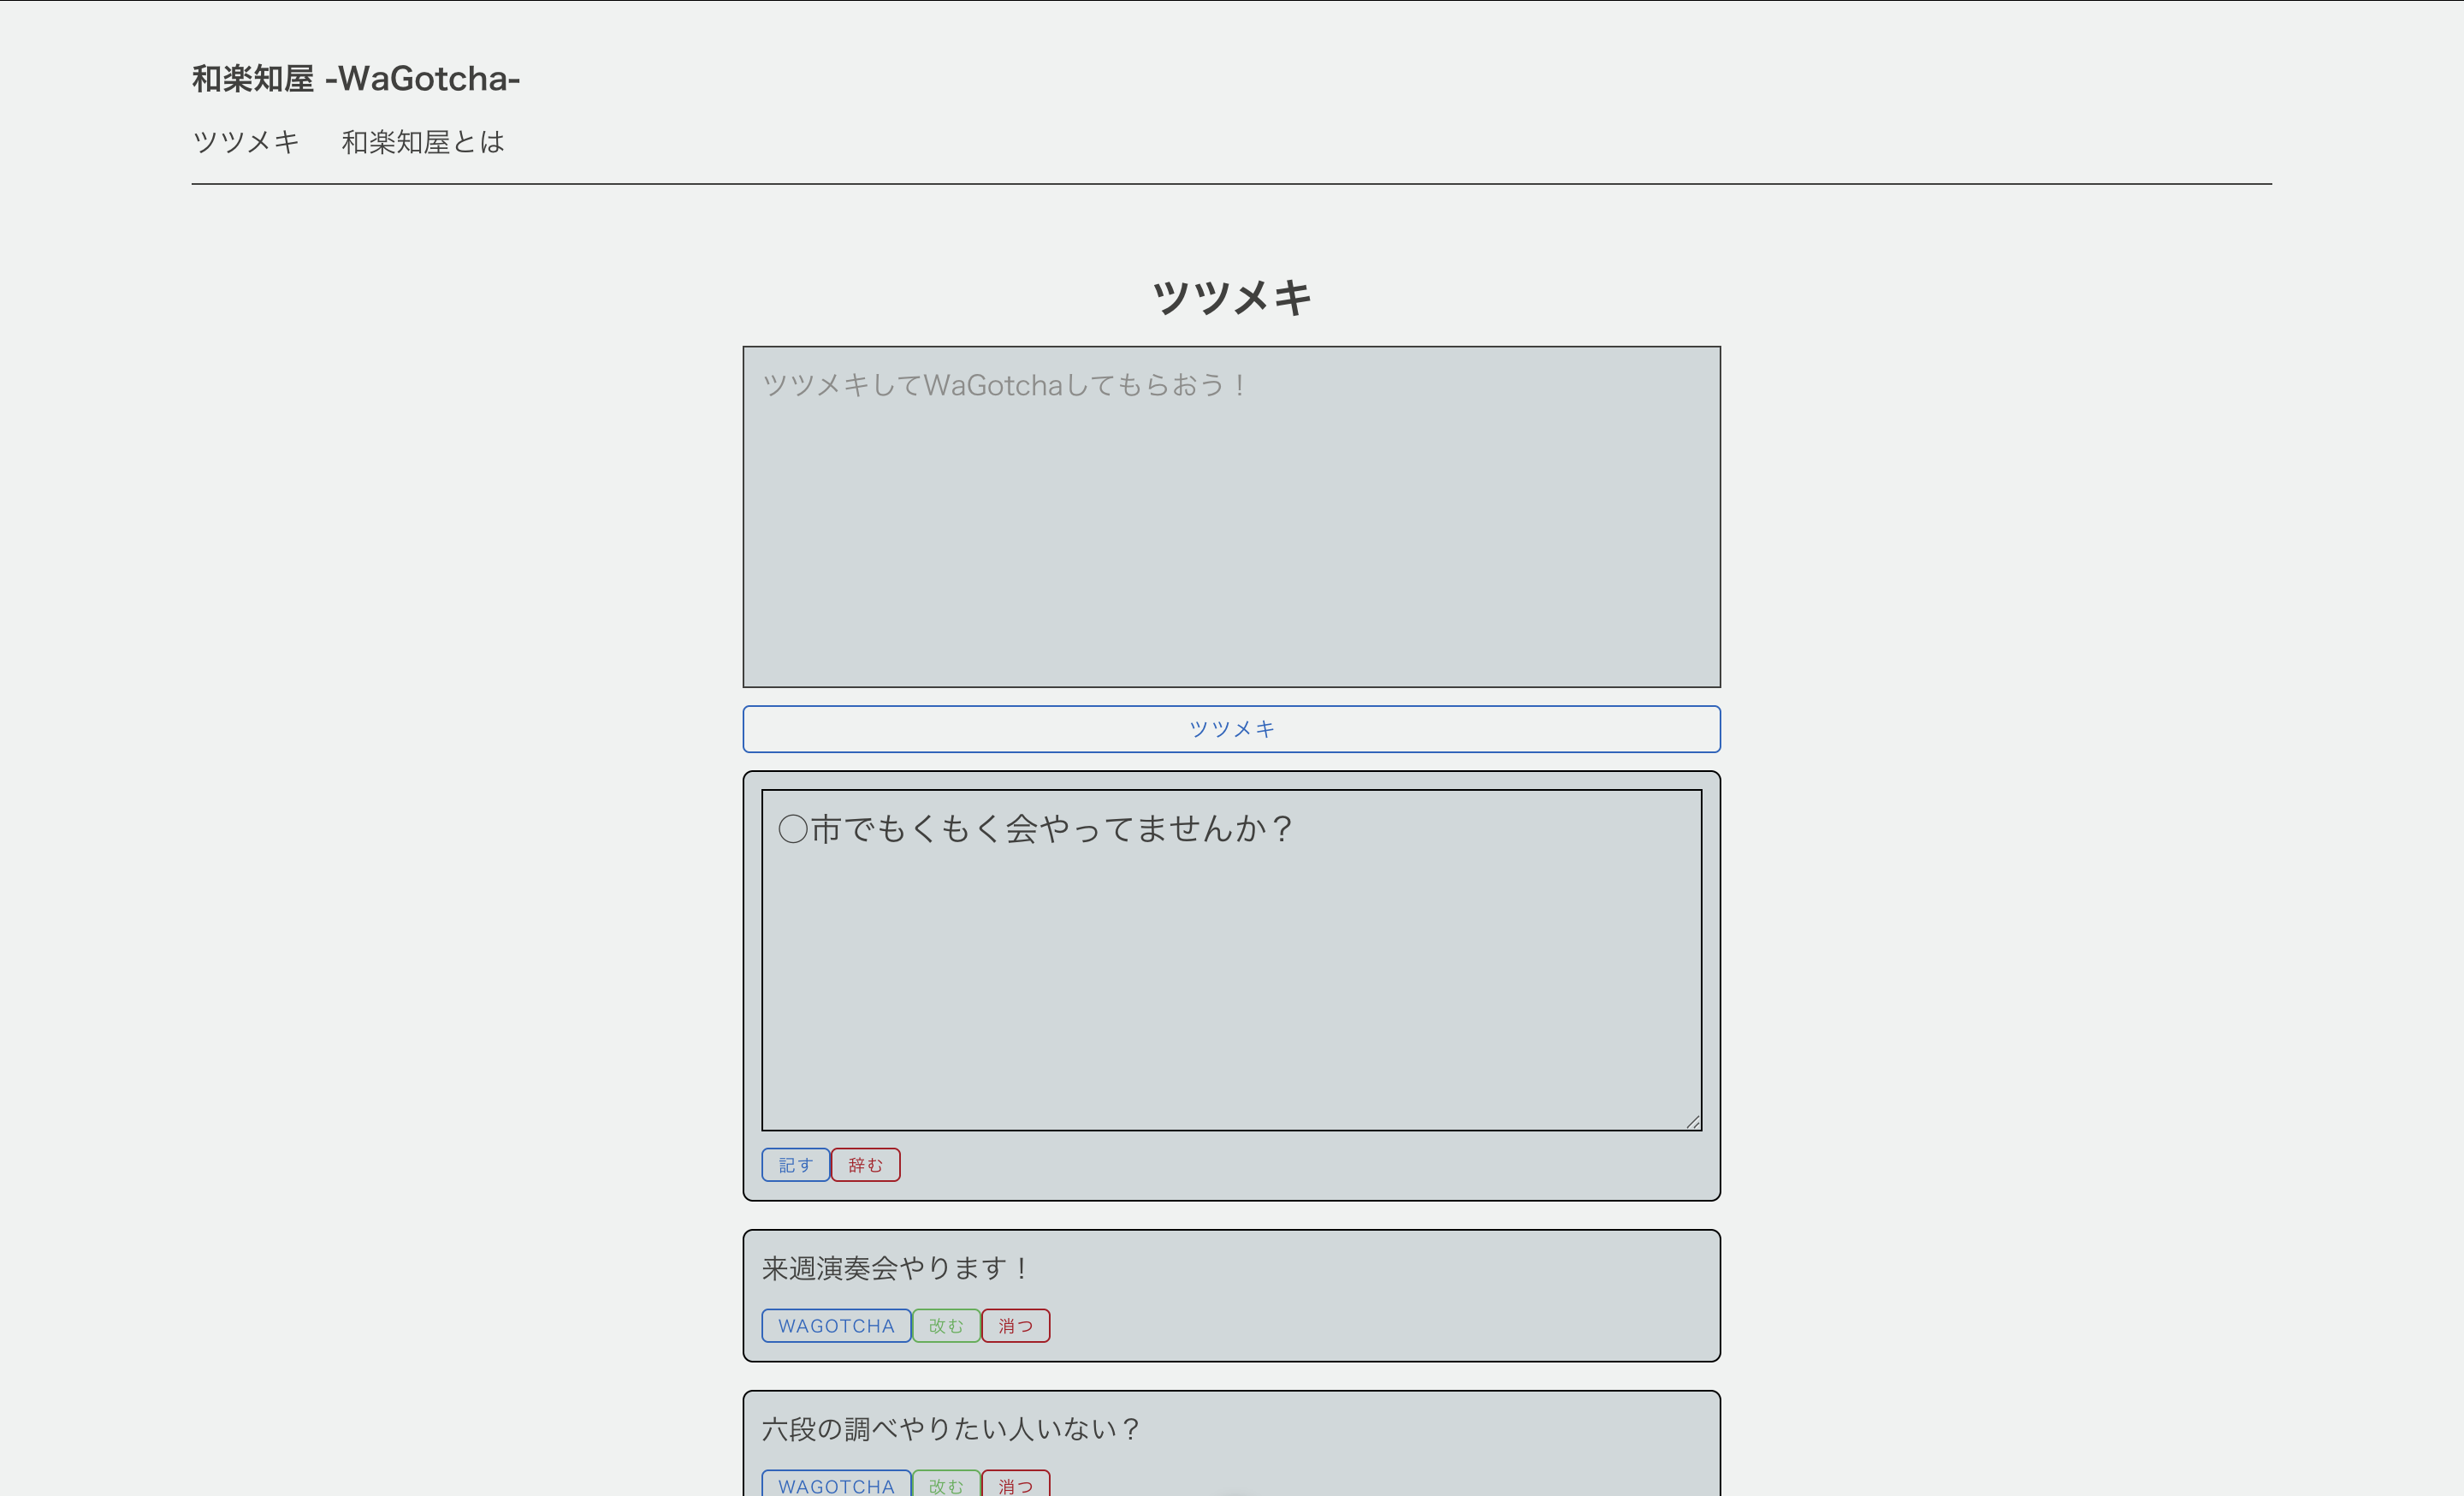 和楽知屋 -WaGotcha-
ツツメキ 和楽知屋とは
ツツメキ
ツツメキしてWaGotchaしてもらおう！
ツツメキ
◯市でもくもく会やってませんか？
記す 辞む
来週演奏会やります！
WAGOTCHA 改む 消つ
六段の調べやりたい人いない？
WAGOTCHA 改む 消つ